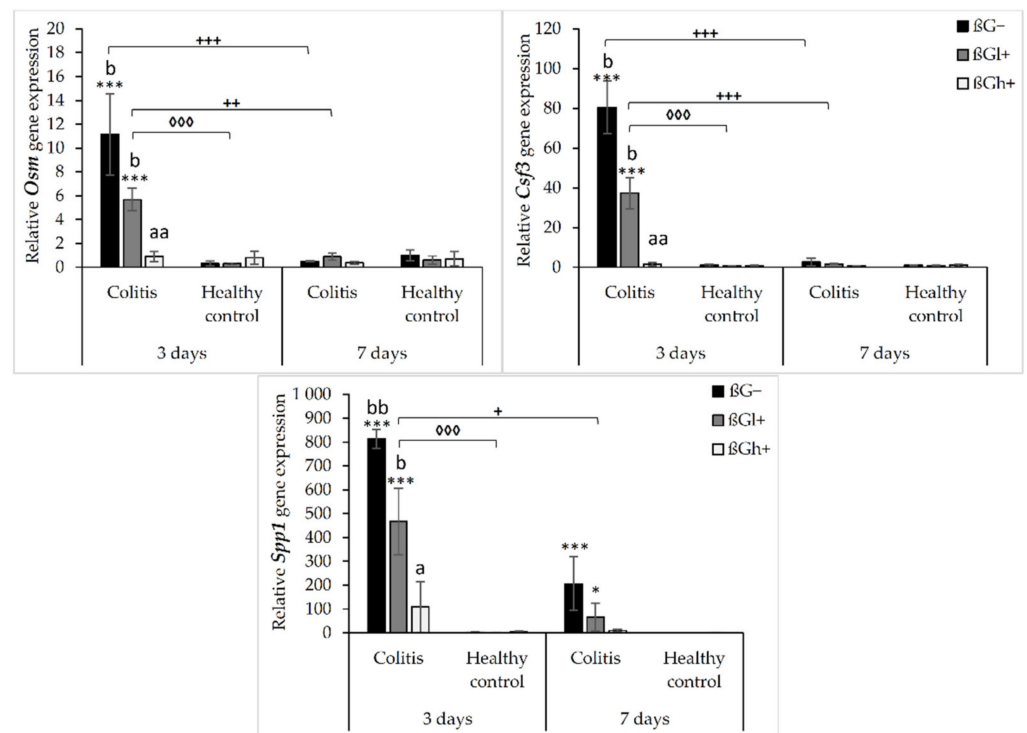 Relative Osm gene expression
20
18
16
14
12
10
8
6
4
2
0
+++
++
◊◊◊
b
***
b
***
aa
Colitis
Healthy
control
Colitis
Healthy
control
3 days
7 days
Relative Csf3 gene expression
120
100
80
60
40
20
0
+++
+++
◊◊◊
b
***
b
***
aa
ßG−
ßGl+
ßGh+
Colitis
Healthy
control
Colitis
Healthy
control
3 days
7 days
Relative Spp1 gene expression
1 000
900
800
700
600
500
400
300
200
100
0
+
◊◊◊
bb
***
b
***
a
***
*
ßG−
ßGl+
ßGh+
Colitis
Healthy
control
Colitis
Healthy
control
3 days
7 days